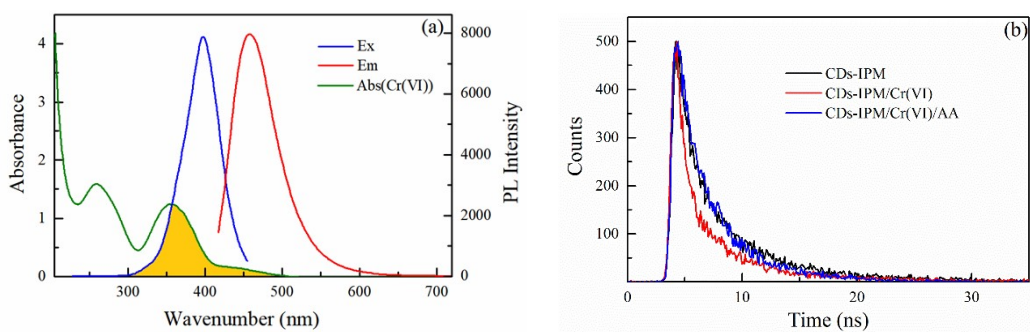 (a)
Ex
Em
Abs(Cr(VI))
Absorbance
PL Intensity
4
3
2
1
0
8000
6000
4000
2000
0
300 400 500 600 700
Wavenumber (nm)
(b)
CDs-IPM
CDs-IPM/Cr(VI)
CDs-IPM/Cr(VI)/AA
Counts
500
400
300
200
100
0 10 20 30
Time (ns)